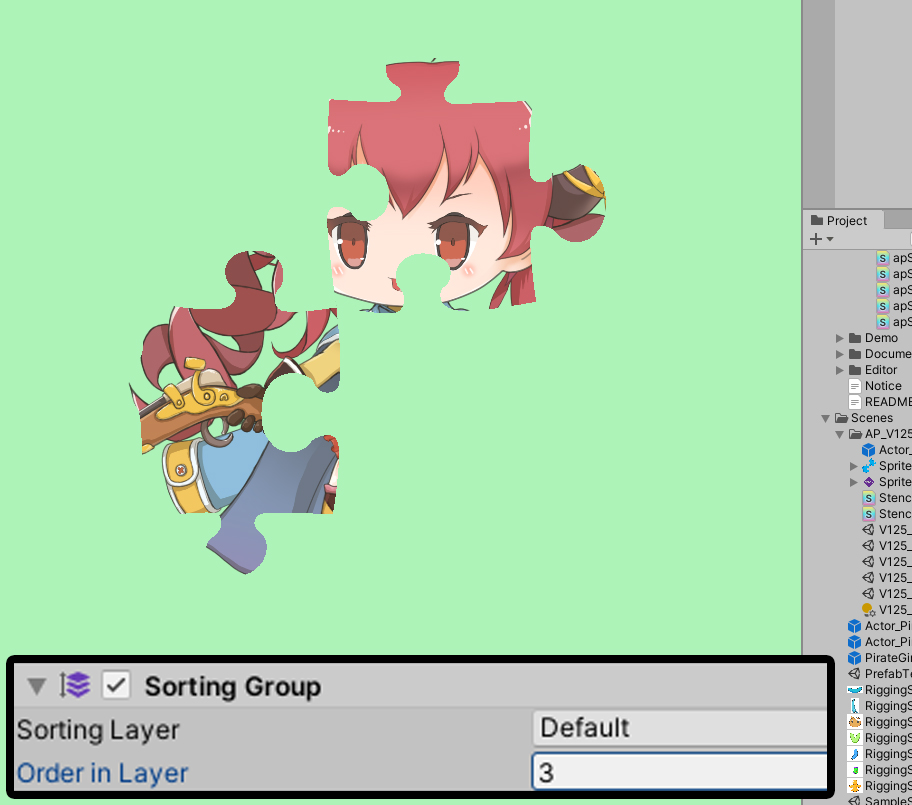 Project
apS
apS
apS
apS
apS
Demo
Docume
Editor
Notice
README
Scenes
AP_V125
Actor_
Sprite
Sprite
Stenc
Stenc
V125_
V125_
V125_
V125_
V125_
V125_
Actor_Pi
Actor_Pi
PirateGir
PrefabTe
RiggingS
RiggingS
RiggingS
RiggingS
RiggingS
RiggingS
RiggingS
SampleS
Sorting Group
Sorting Layer Default
Order in Layer 3